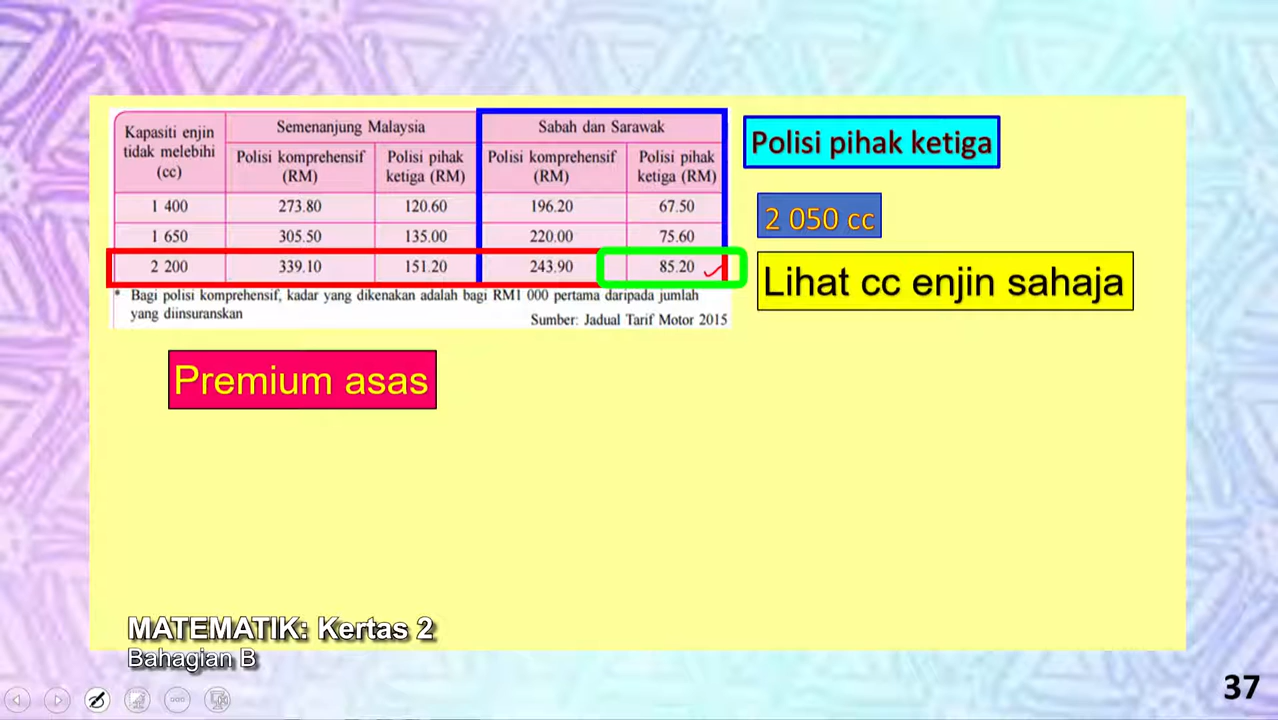 Kapasiti enjin
tidak melebihi
(cc)
Semenanjung Malaysia
Sabah dan Sarawak
Polisi komprehensif
(RM)
Polisi pihak
ketiga (RM)
Polisi komprehensif
(RM)
Polisi pihak
ketiga (RM)
1 400 273.80 120.60 196.20 67.50
1 650 305.50 135.00 220.00 75.60
2 200 339.10 151.20 243.90 85.20
* Bagi polisi komprehensif, kadar yang dikenakan adalah bagi RM1 000 pertama daripada jumlah
yang diinsuranskan
Sumber: Jadual Tarif Motor 2015
Polisi pihak ketiga
2 050 cc
Lihat cc enjin sahaja
Premium asas
MATEMATIK: Kertas 2
Bahagian B
37